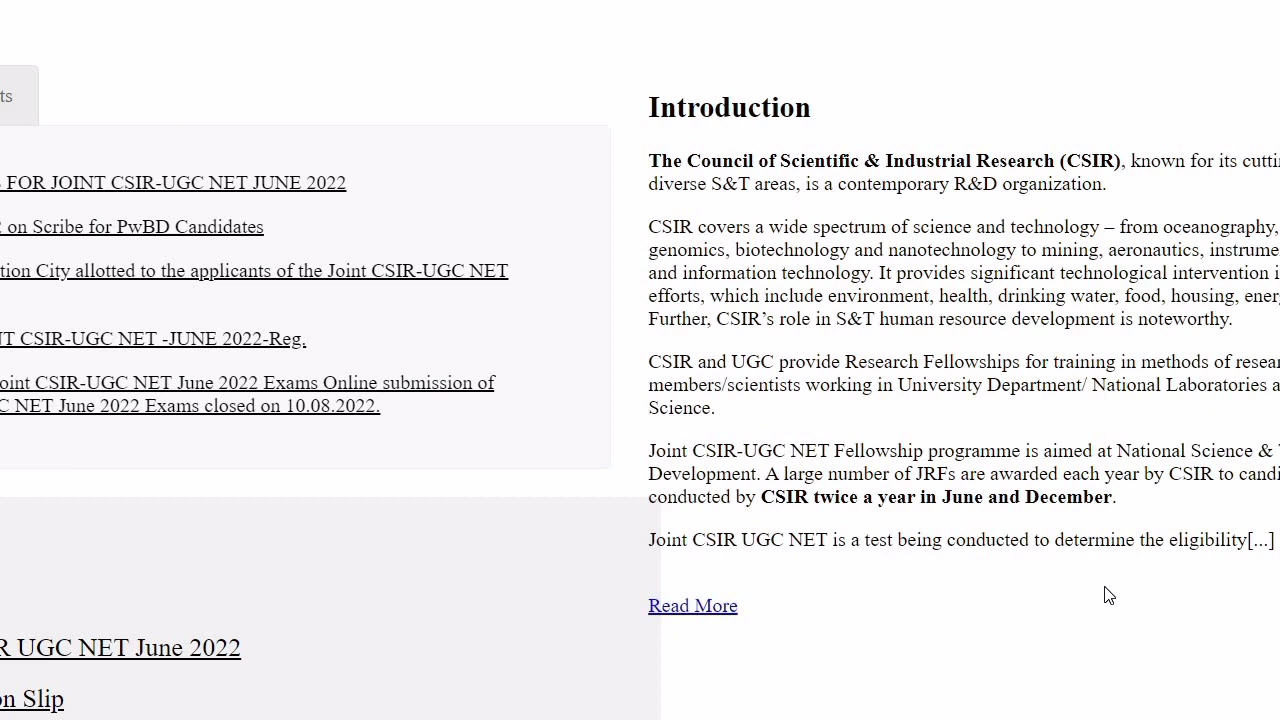 ts
FOR JOINT CSIR-UGC NET JUNE 2022
on Scribe for PwBD Candidates
tion City allotted to the applicants of the Joint CSIR-UGC NET
CSIR-UGC NET -JUNE 2022-Reg.
oint CSIR-UGC NET June 2022 Exams Online submission of
NET June 2022 Exams closed on 10.08.2022.
UGC NET June 2022
on Slip
Introduction
The Council of Scientific & Industrial Research (CSIR), known for its cutti
diverse S&T areas, is a contemporary R&D organization.
CSIR covers a wide spectrum of science and technology – from oceanography,
genomics, biotechnology and nanotechnology to mining, aeronautics, instrume
and information technology. It provides significant technological intervention i
efforts, which include environment, health, drinking water, food, housing, ener
Further, CSIR’s role in S&T human resource development is noteworthy.
CSIR and UGC provide Research Fellowships for training in methods of resear
members/scientists working in University Department/ National Laboratories a
Science.
Joint CSIR-UGC NET Fellowship programme is aimed at National Science &
Development. A large number of JRFs are awarded each year by CSIR to candi
conducted by CSIR twice a year in June and December.
Joint CSIR UGC NET is a test being conducted to determine the eligibility[...]
Read More